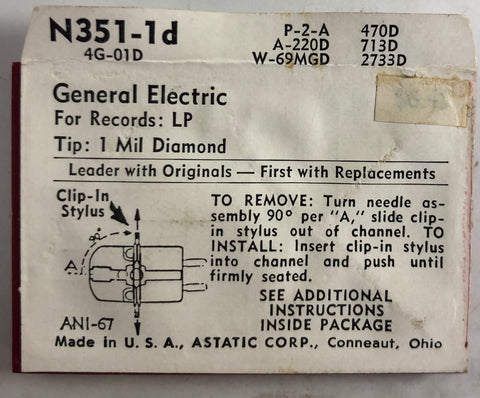 N351-1d
4G-01D
P-2-A 470D
A-220D 713D
W-69MGD 2733D
General Electric
For Records: LP
Tip: 1 Mil Diamond
Leader with Originals — First with Replacements
Clip-In
Stylus
A
TO REMOVE: Turn needle as-
sembly 90° per "A," slide clip-
in stylus out of channel. TO
INSTALL: Insert clip-in stylus
into channel and push until
firmly seated.
SEE ADDITIONAL
INSTRUCTIONS
INSIDE PACKAGE
ANI-67
Made in U. S. A., ASTATIC CORP., Conneaut, Ohio